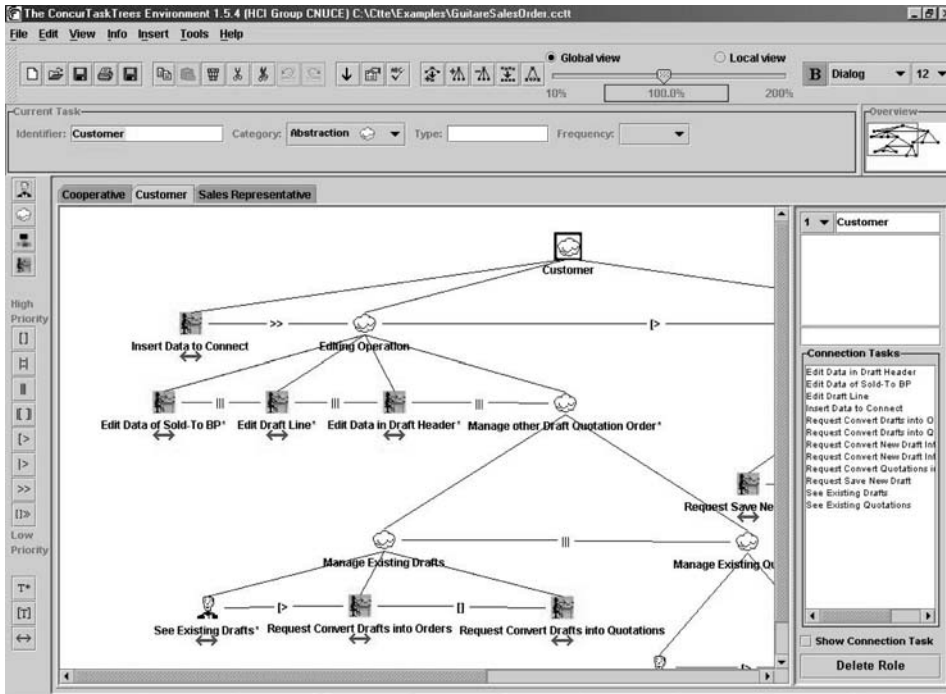 The ConcurTaskTrees Environment 1.5.4 (HCI Group CNUCE) C:\Ctte\Examples\GuitareSalesOrder.cctt
File Edit View Info Insert Tools Help
Global view Local view
10% 100.0% 200%
B Dialog 12
Current Task
Identifier: Customer Category: Abstraction Type: Frequency:
Overview
Cooperative Customer Sales Representative
1 Customer
Customer
High
Priority
Insert Data to Connect >> Editing Operation [>
[]
|||
Edit Data of Sold-To BP* ||| Edit Draft Line* ||| Edit Data in Draft Header* ||| Manage other Draft Quotation Order*
[>
|>
>>
[]>>
Low
Priority
T*
[T]
Request Save Ne
Manage Existing Drafts ||| Manage Existing Qu
See Existing Drafts* [> Request Convert Drafts into Orders [] Request Convert Drafts into Quotations
Connection Tasks
Edit Data in Draft Header
Edit Data of Sold-To BP
Edit Draft Line
Insert Data to Connect
Request Convert Drafts into O
Request Convert Drafts into Q
Request Convert New Draft Int
Request Convert New Draft Int
Request Convert Quotations in
Request Save New Draft
See Existing Drafts
See Existing Quotations
Show Connection Task
Delete Role